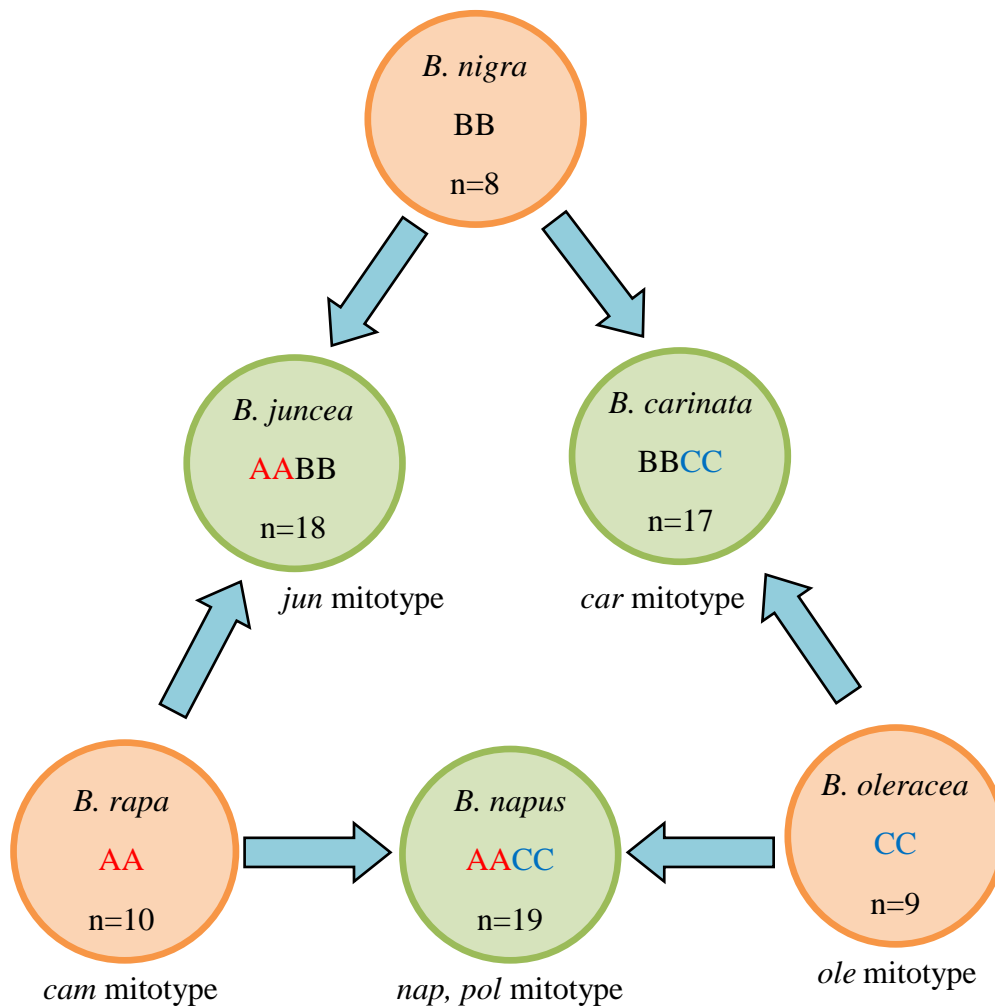 B. nigra
BB
n=8
B. juncea
AABB
n=18
jun mitotype
B. carinata
BBCC
n=17
car mitotype
B. rapa
AA
n=10
cam mitotype
B. napus
AACC
n=19
nap, pol mitotype
B. oleracea
CC
n=9
ole mitotype